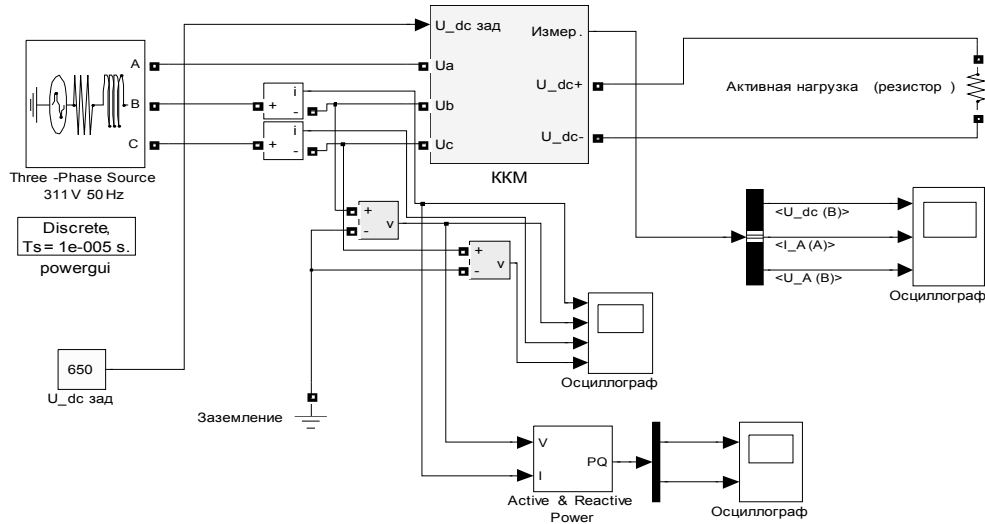 U_dc зад
Измер.
A
Ua
U_dc+
Активная нагрузка (резистор )
B
+
i
-
Ub
C
+
i
-
Uc
U_dc-
Three -Phase Source
311 V 50 Hz
ККМ
Discrete,
Ts = 1e-005 s.
powergui
+
-
v
+
-
v
<U_dc (B)>
<I_A (A)>
<U_A (B)>
Осциллограф
650
U_dc зад
Осциллограф
Заземление
V
I
PQ
Active & Reactive
Power
Осциллограф